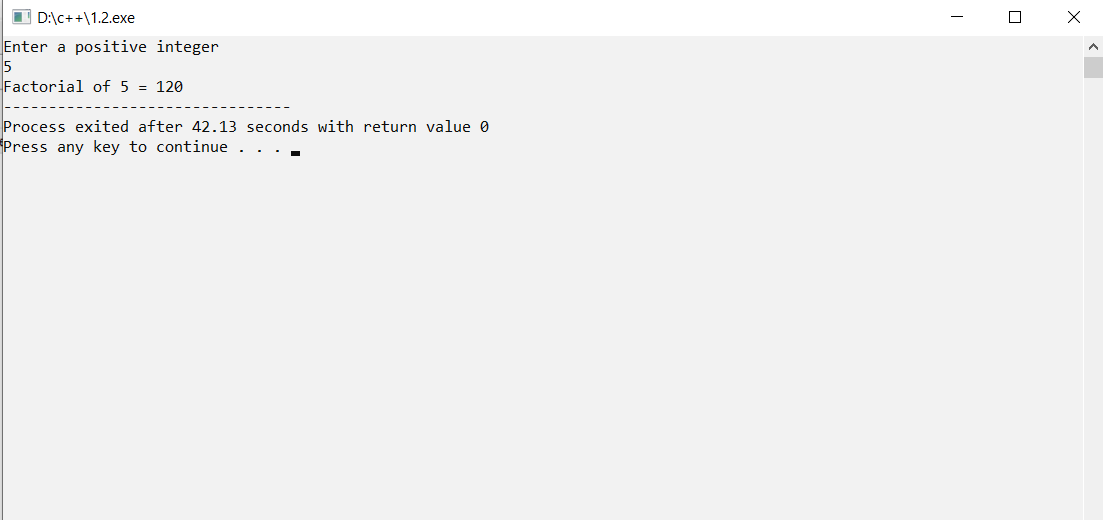 D:\c++\1.2.exe
Enter a positive integer
5
Factorial of 5 = 120
--------------------------------
Process exited after 42.13 seconds with return value 0
Press any key to continue . . .